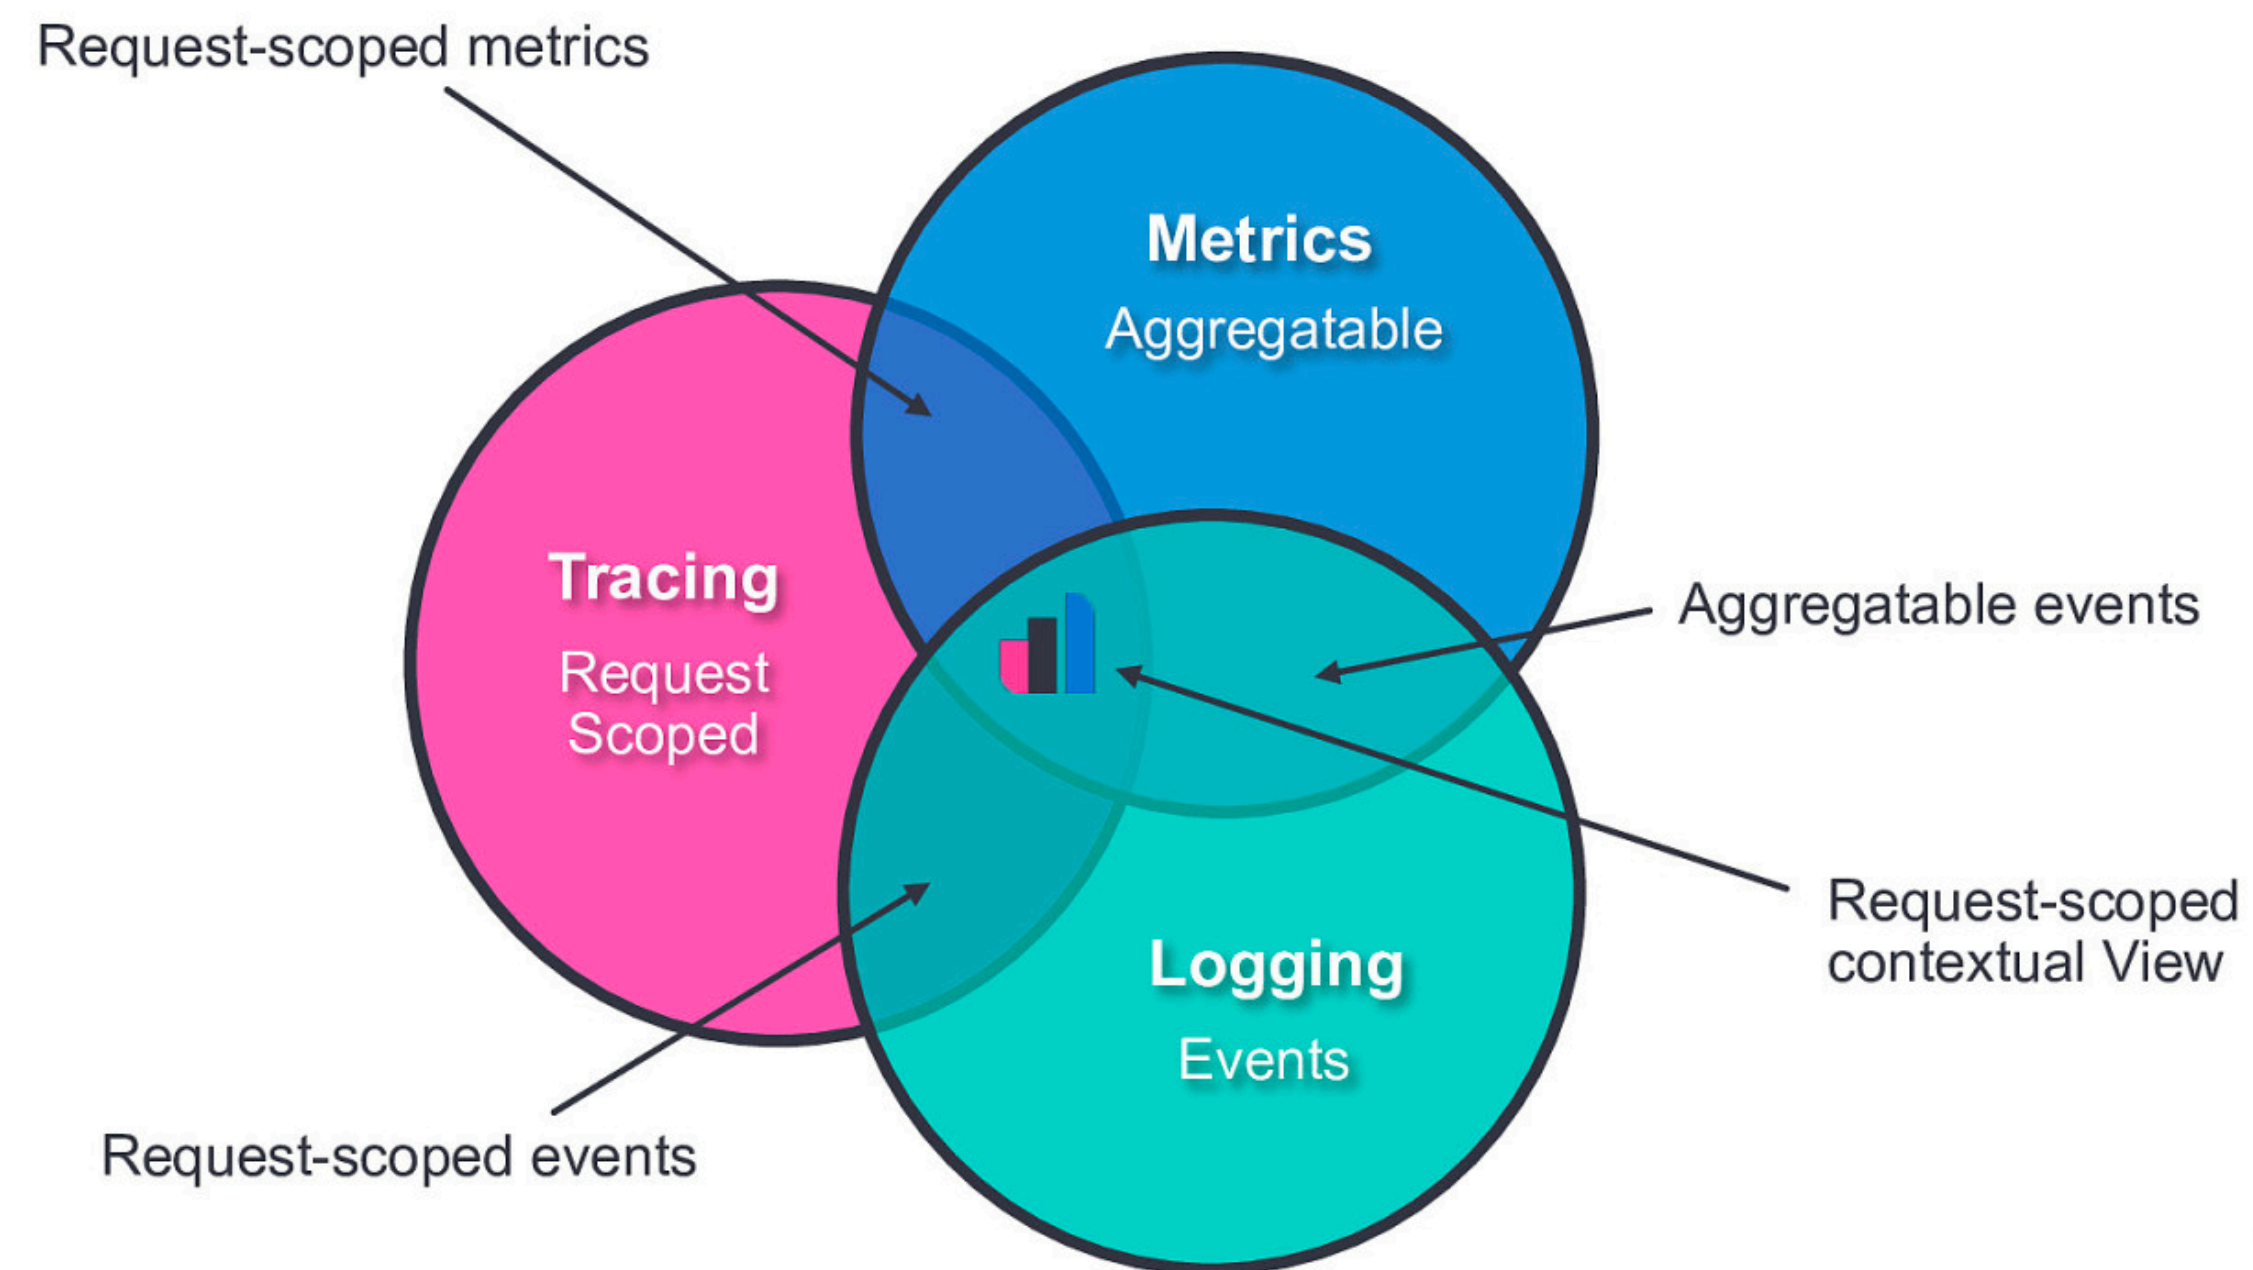 Request-scoped metrics
Metrics
Aggregatable
Tracing
Request
Scoped
Aggregatable events
Request-scoped
contextual View
Logging
Events
Request-scoped events